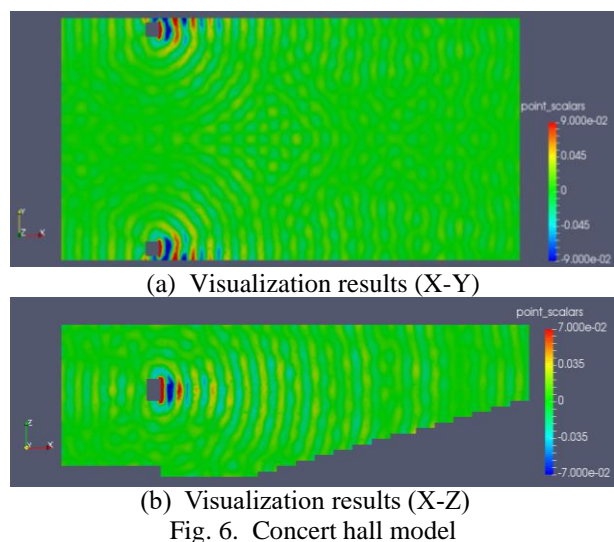 point_scalars
9.000e-02
0.045
0
-0.045
-9.000e-02
Y
Z X
(a) Visualization results (X-Y)
point_scalars
7.000e-02
0.035
0
-0.035
-7.000e-02
Z
Y X
(b) Visualization results (X-Z)
Fig. 6. Concert hall model